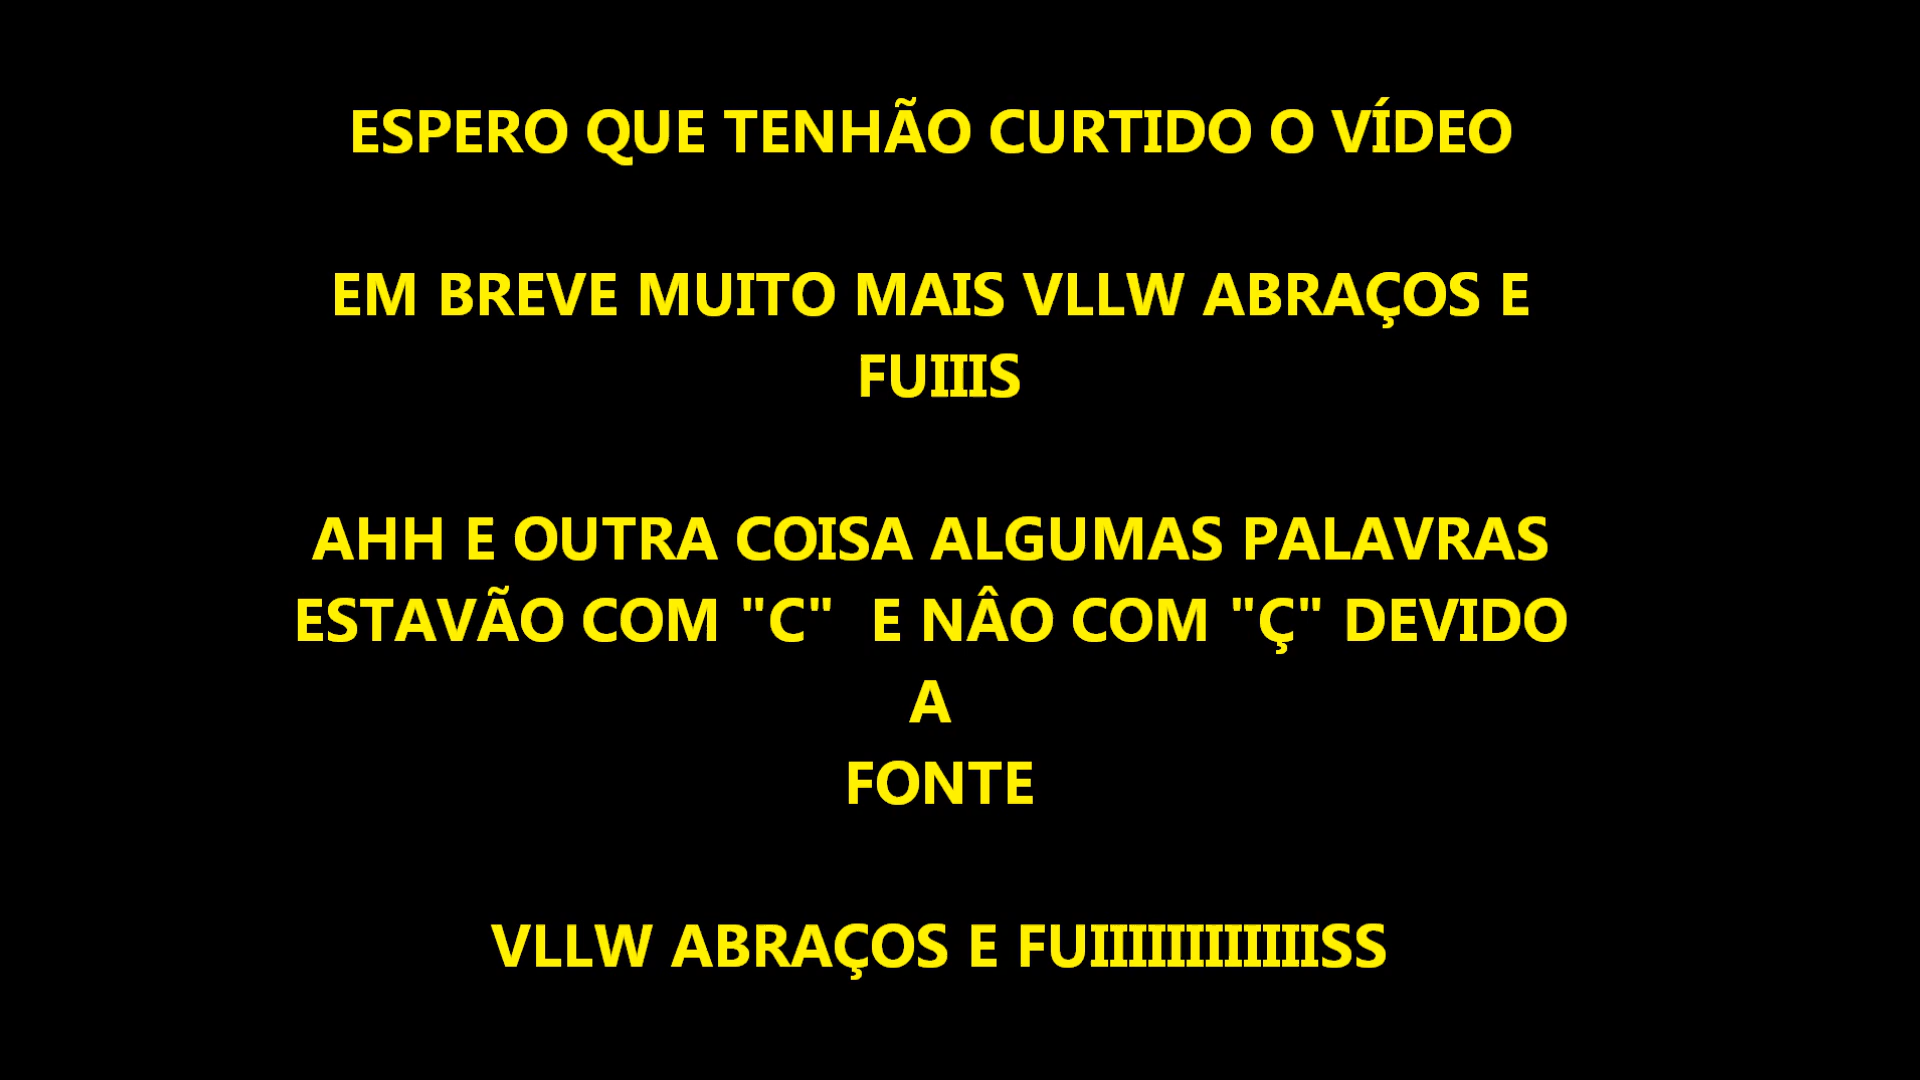 ESPERO QUE TENHÃO CURTIDO O VÍDEO
EM BREVE MUITO MAIS VLLW ABRAÇOS E
FUIIIS
AHH E OUTRA COISA ALGUMAS PALAVRAS
ESTAVÃO COM "C"  E NÂO COM "Ç" DEVIDO
A
FONTE
VLLW ABRAÇOS E FUIIIIIIIIIIIISS